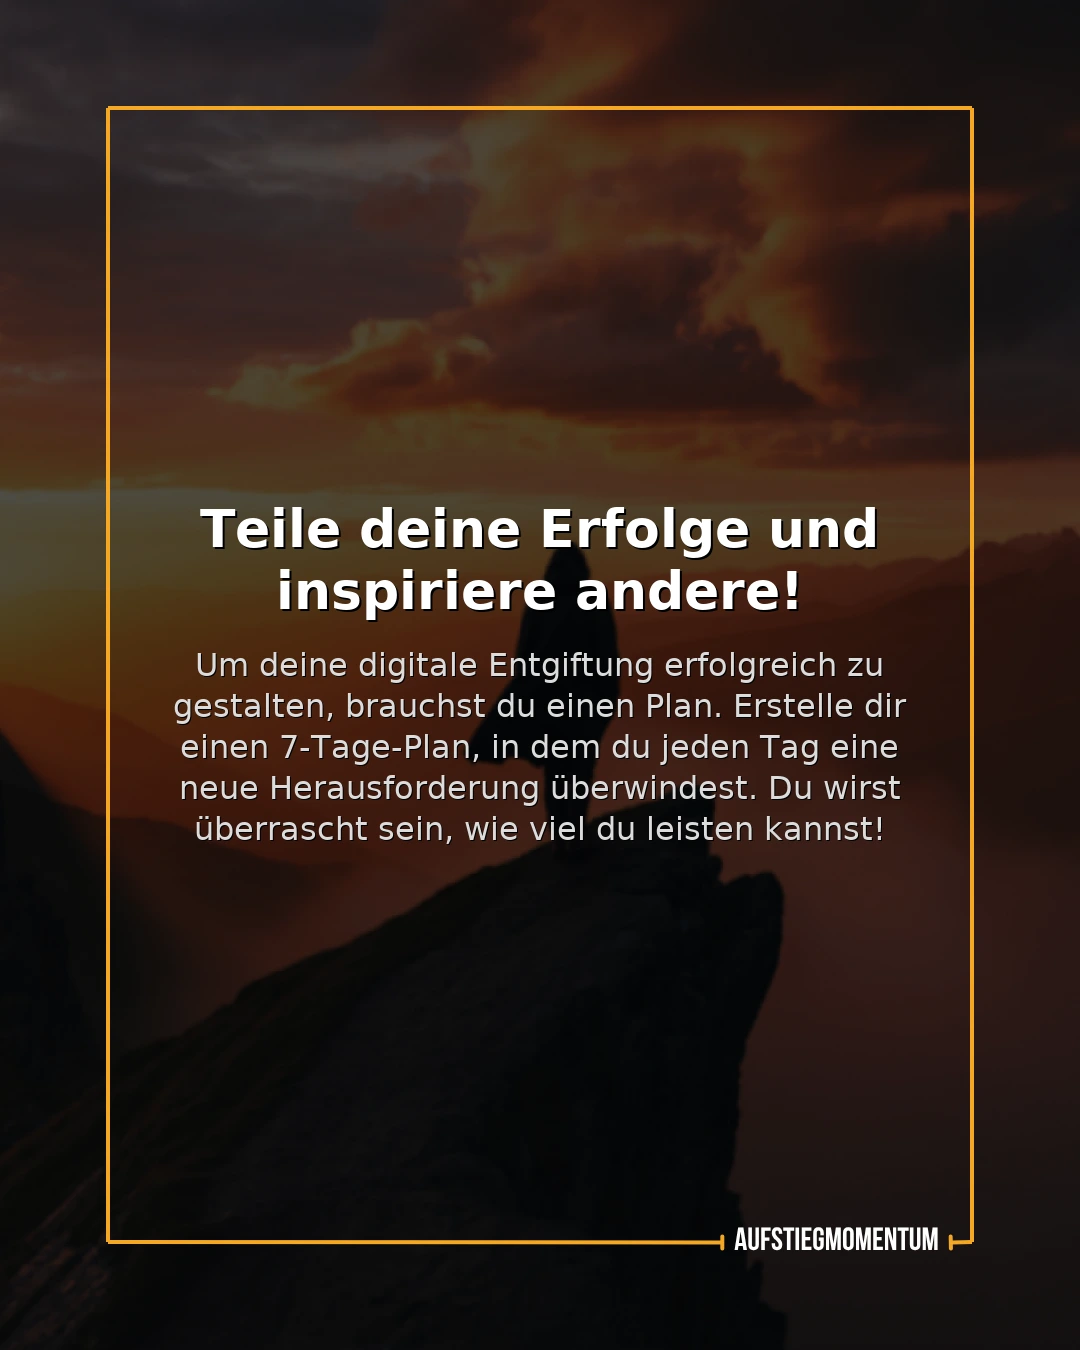 Teile deine Erfolge und
inspiriere andere!
Um deine digitale Entgiftung erfolgreich zu
gestalten, brauchst du einen Plan. Erstelle dir
einen 7-Tage-Plan, in dem du jeden Tag eine
neue Herausforderung überwindest. Du wirst
überrascht sein, wie viel du leisten kannst!
AUFSTIEGMOMENTUM